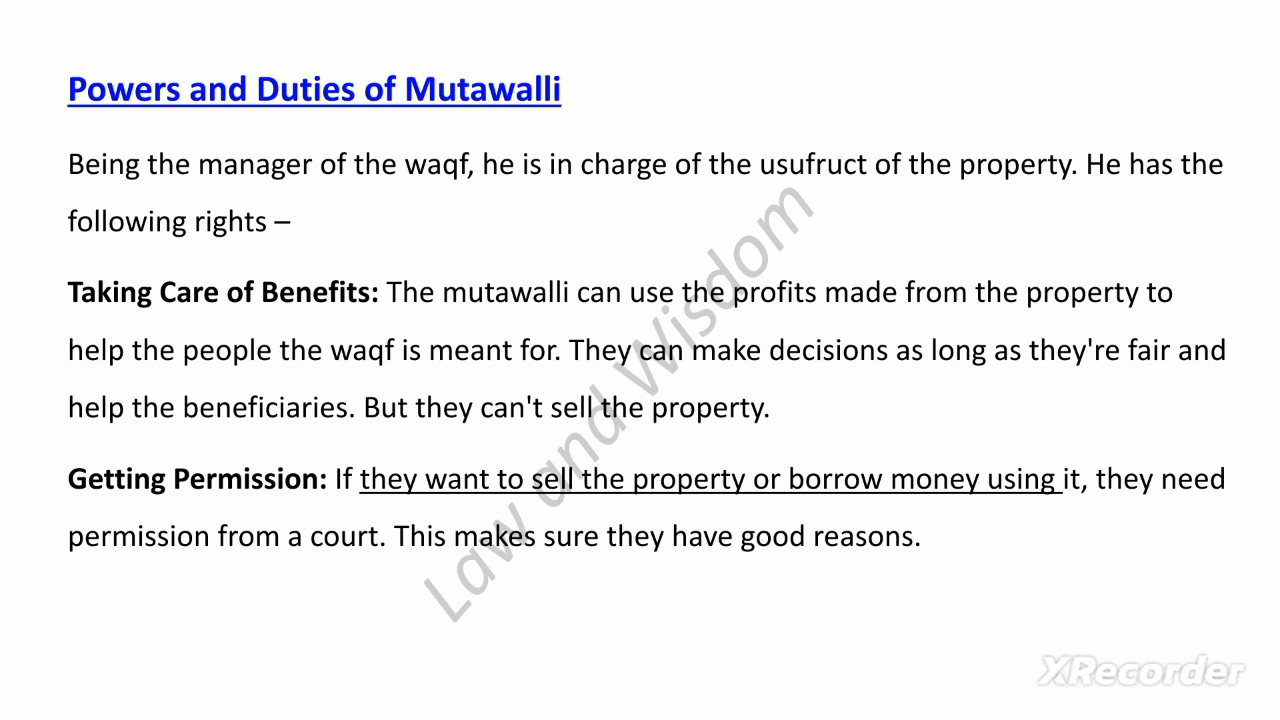 Powers and Duties of Mutawalli
Being the manager of the waqf, he is in charge of the usufruct of the property. He has the
following rights –
Taking Care of Benefits: The mutawalli can use the profits made from the property to
help the people the waqf is meant for. They can make decisions as long as they're fair and
help the beneficiaries. But they can't sell the property.
Getting Permission: If they want to sell the property or borrow money using it, they need
permission from a court. This makes sure they have good reasons.
Law and Wisdom
XRecorder